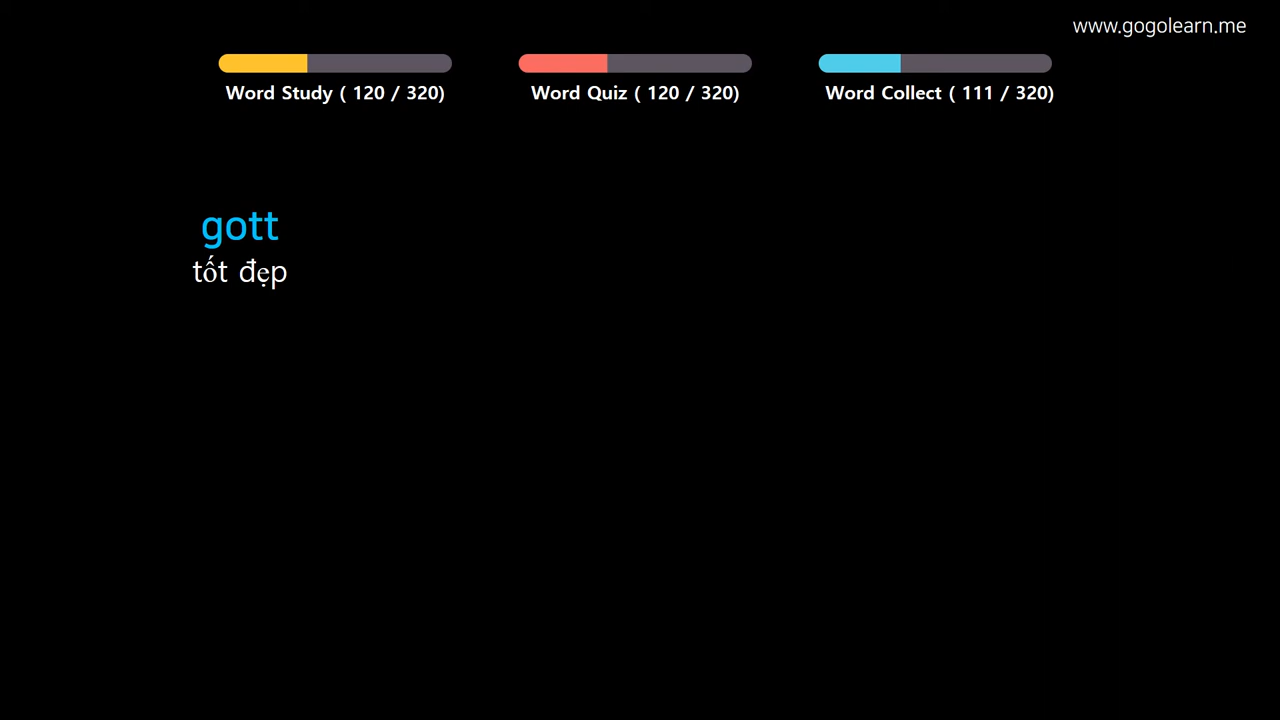 www.gogolearn.me
Word Study ( 120 / 320)
Word Quiz ( 120 / 320)
Word Collect ( 111 / 320)
gott
tốt đẹp